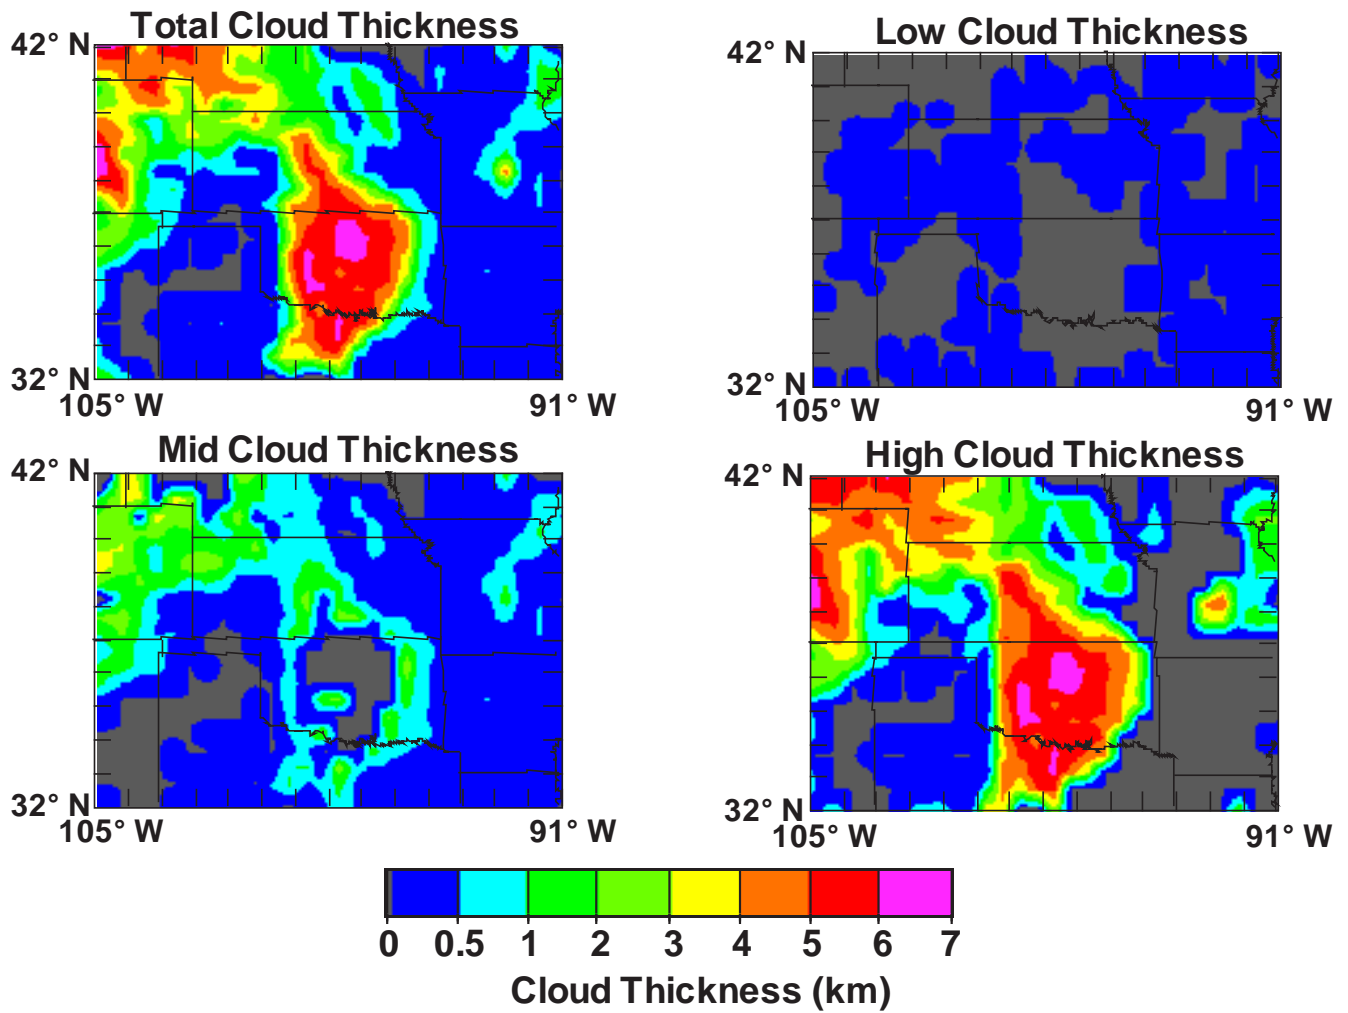 Total Cloud Thickness
42° N
32° N
105° W
91° W
Low Cloud Thickness
42° N
32° N
105° W
91° W
Mid Cloud Thickness
42° N
32° N
105° W
91° W
High Cloud Thickness
42° N
32° N
105° W
91° W
0 0.5 1 2 3 4 5 6 7
Cloud Thickness (km)